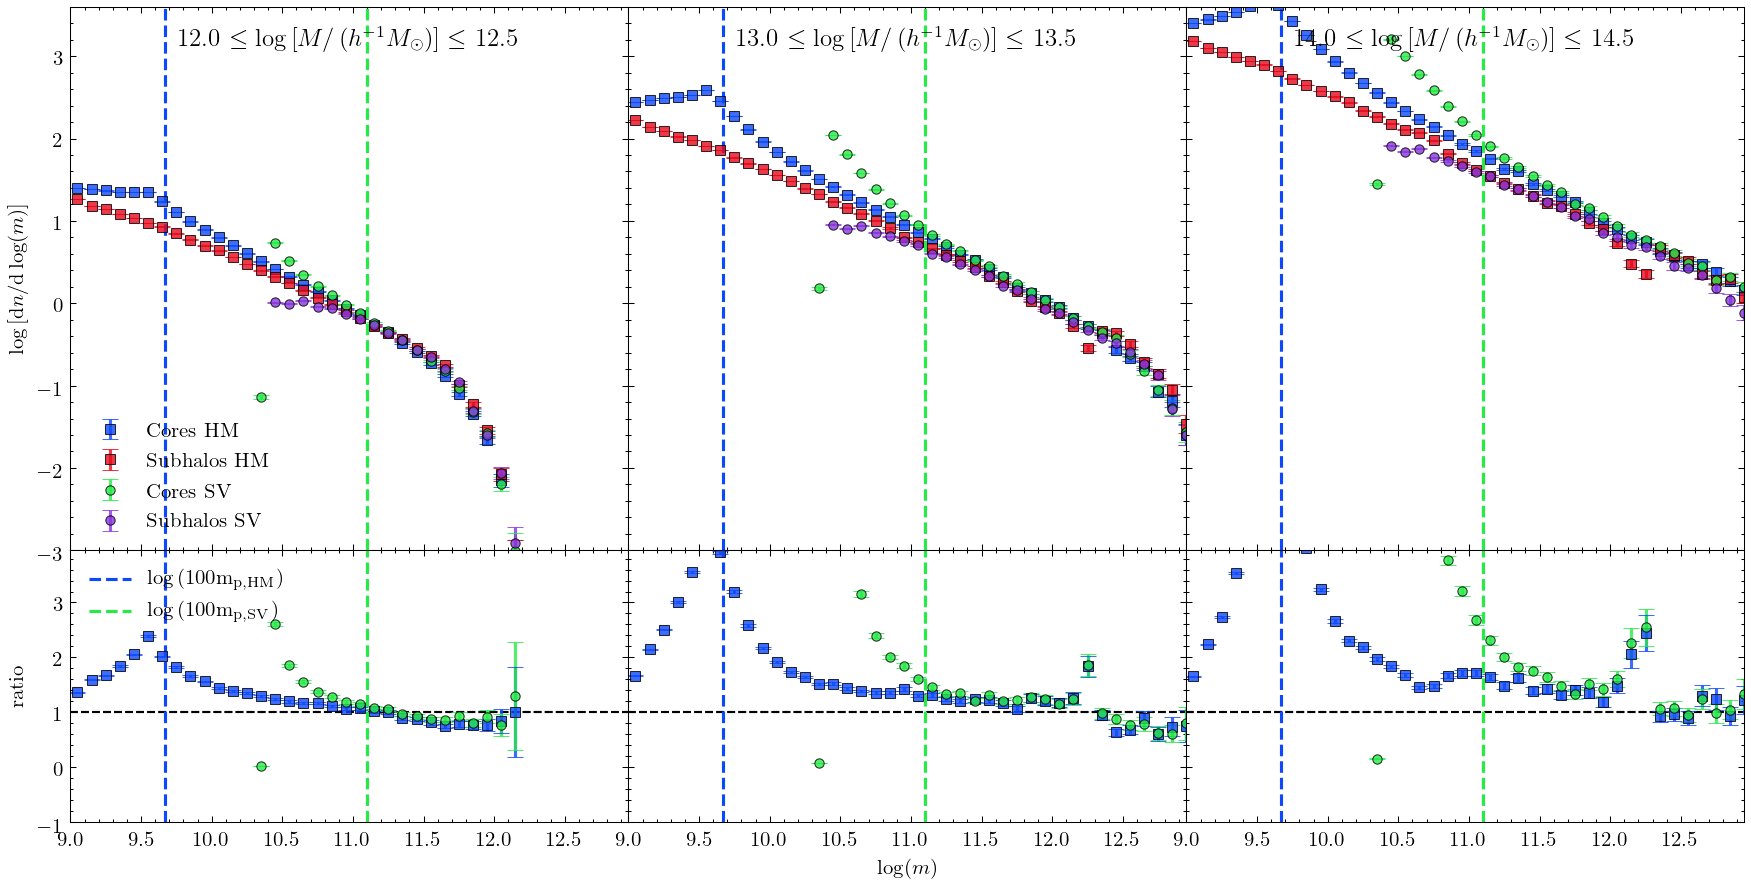 12.0 ≤ log [M/ (h⁻¹M⊙)] ≤ 12.5
13.0 ≤ log [M/ (h⁻¹M⊙)] ≤ 13.5
14.0 ≤ log [M/ (h⁻¹M⊙)] ≤ 14.5
log [dn/d log(m)]
3
2
1
0
−1
−2
−3
Cores HM
Subhalos HM
Cores SV
Subhalos SV
log (100m_p,HM)
log (100m_p,SV)
ratio
3
2
1
0
−1
9.0 9.5 10.0 10.5 11.0 11.5 12.0 12.5 9.0 9.5 10.0 10.5 11.0 11.5 12.0 12.5 9.0 9.5 10.0 10.5 11.0 11.5 12.0 12.5
log(m)